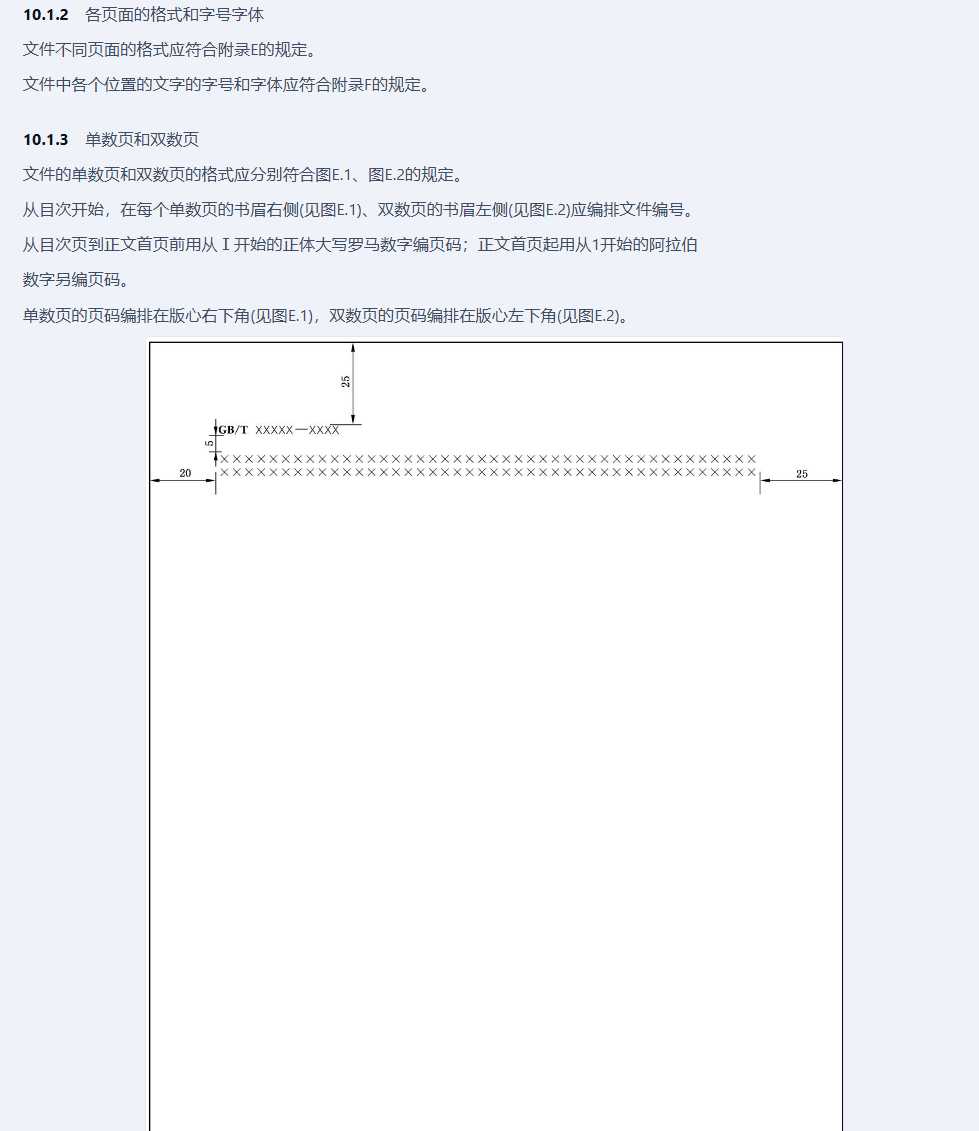 10.1.2 各页面的格式和字号字体
文件不同页面的格式应符合附录E的规定。
文件中各个位置的文字的字号和字体应符合附录F的规定。
10.1.3 单数页和双数页
文件的单数页和双数页的格式应分别符合图E.1、图E.2的规定。
从目次开始，在每个单数页的书眉右侧(见图E.1)、双数页的书眉左侧(见图E.2)应编排文件编号。
从目次页到正文首页前用从Ⅰ开始的正体大写罗马数字编页码；正文首页起用从1开始的阿拉伯
数字另编页码。
单数页的页码编排在版心右下角(见图E.1)，双数页的页码编排在版心左下角(见图E.2)。
25
GB/T XXXXX—XXXX
5
××××××××××××××××××××××××××××××××××××××××××××
××××××××××××××××××××××××××××××××××××××××××××
20
25